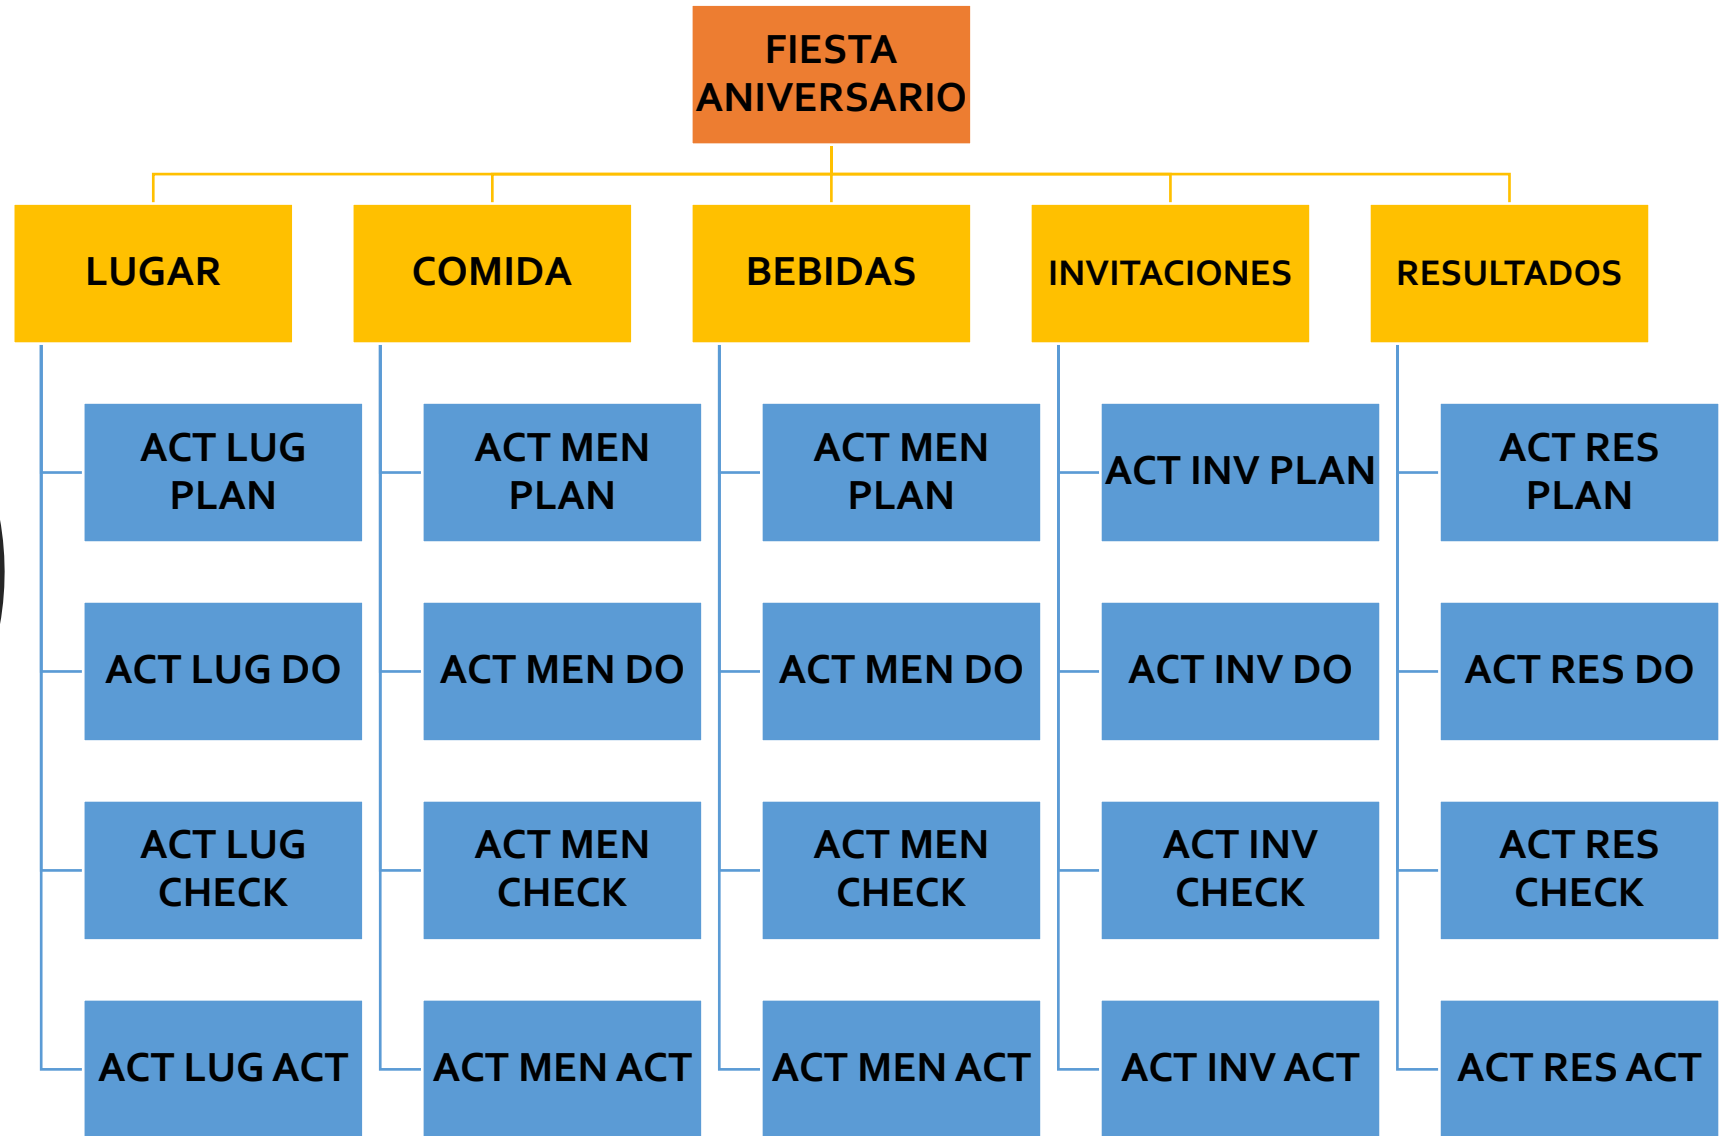 FIESTA
ANIVERSARIO
LUGAR
COMIDA
BEBIDAS
INVITACIONES
RESULTADOS
ACT LUG
PLAN
ACT MEN
PLAN
ACT MEN
PLAN
ACT INV PLAN
ACT RES
PLAN
ACT LUG DO
ACT MEN DO
ACT MEN DO
ACT INV DO
ACT RES DO
ACT LUG
CHECK
ACT MEN
CHECK
ACT MEN
CHECK
ACT INV
CHECK
ACT RES
CHECK
ACT LUG ACT
ACT MEN ACT
ACT MEN ACT
ACT INV ACT
ACT RES ACT